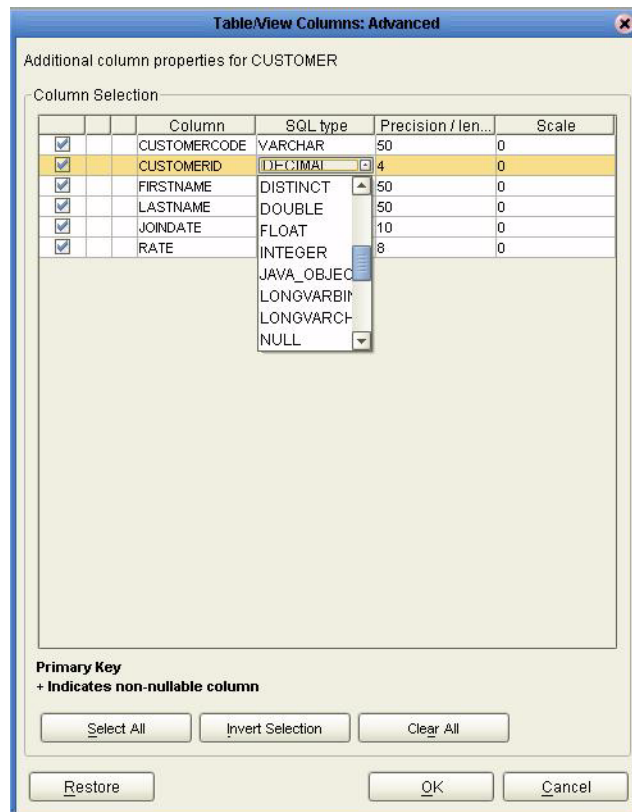 Table/View Columns: Advanced
Additional column properties for CUSTOMER
Column Selection
Column SQL type Precision / len... Scale
CUSTOMERCODE VARCHAR 50 0
CUSTOMERID DECIMAL 4 0
FIRSTNAME DISTINCT 50 0
LASTNAME DOUBLE 50 0
JOINDATE FLOAT 10 0
RATE INTEGER 8 0
JAVA_OBJEC
LONGVARBIN
LONGVARCH
NULL
Primary Key
+ Indicates non-nullable column
Select All Invert Selection Clear All
Restore OK Cancel